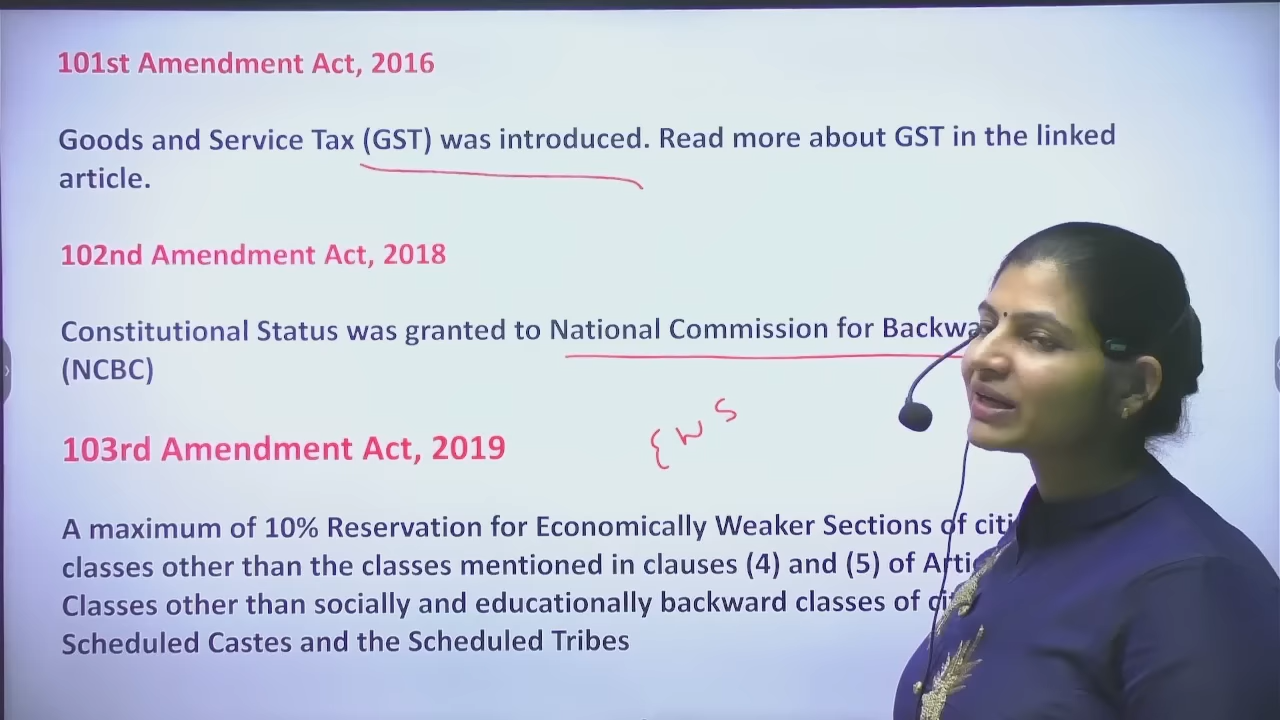 101st Amendment Act, 2016
Goods and Service Tax (GST) was introduced. Read more about GST in the linked
article.
102nd Amendment Act, 2018
Constitutional Status was granted to National Commission for
(NCBC)
EWS
103rd Amendment Act, 2019
A maximum of 10% Reservation for Economically Weaker Sections of
classes other than the classes mentioned in clauses (4) and (5) of
Classes other than socially and educationally backward classes of
Scheduled Castes and the Scheduled Tribes